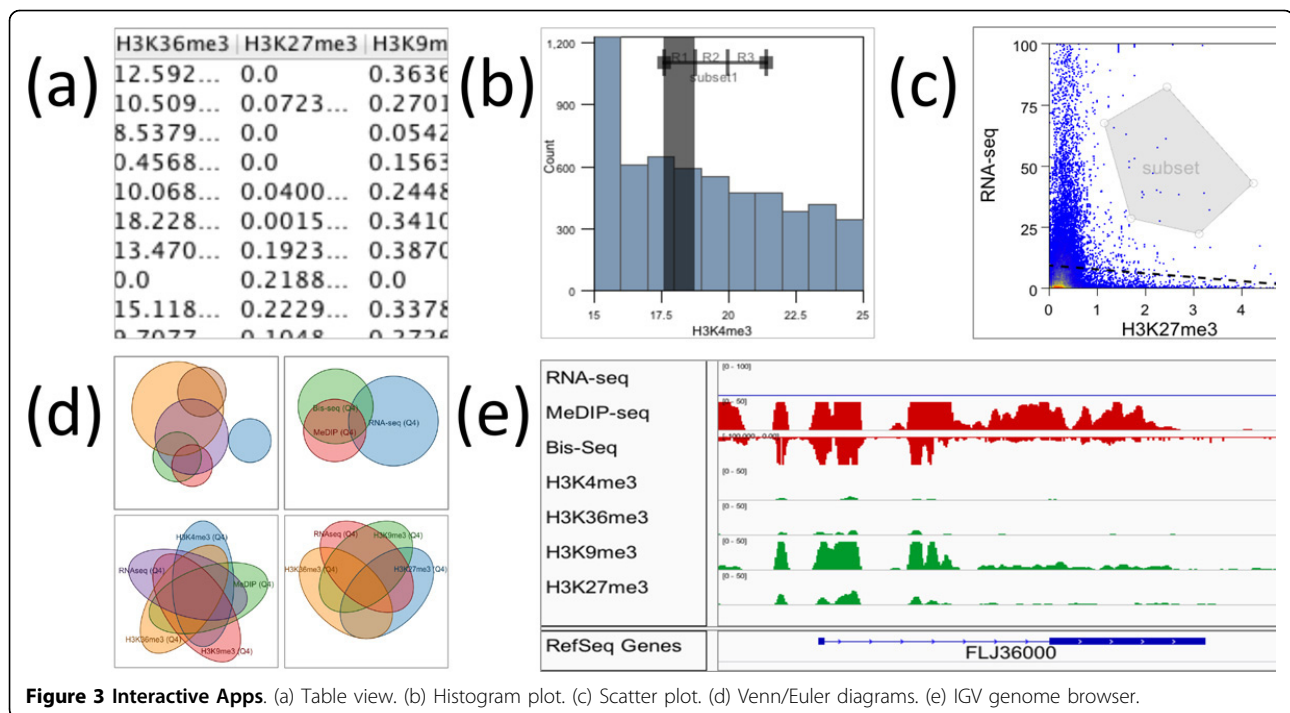 (a)
H3K36me3 H3K27me3 H3K9m
12.592... 0.0 0.3636
10.509... 0.0723... 0.2701
8.5379... 0.0 0.0542
0.4568... 0.0 0.1563
10.068... 0.0400... 0.2448
18.228... 0.0015... 0.3410
13.470... 0.1923... 0.3870
0.0 0.2188... 0.0
15.118... 0.2229... 0.3378
9.7077 0.1048 0.2726
(b)
1,200
900
600
300
0
Count
R1 R2 R3
subset1
15 17.5 20 22.5 25
H3K4me3
(c)
100
75
50
25
0
RNA-seq
subset
0 1 2 3 4
H3K27me3
(d)
Bis-seq (Q4)
RNA-seq (Q4)
MeDIP (Q4)
H3K4me3 (Q4)
RNAseq (Q4)
MeDIP (Q4)
H3K36me3 (Q4)
H3K9me3 (Q4)
RNAseq (Q4)
H3K9me3 (Q4)
H3K36me3 (Q4)
H3K27me3 (Q4)
(e)
RNA-seq [0 - 100]
MeDIP-seq [0 - 50]
Bis-Seq
H3K4me3 [0 - 50]
H3K36me3 [0 - 50]
H3K9me3 [0 - 50]
H3K27me3 [0 - 50]
RefSeq Genes
FLJ36000
Figure 3 Interactive Apps. (a) Table view. (b) Histogram plot. (c) Scatter plot. (d) Venn/Euler diagrams. (e) IGV genome browser.